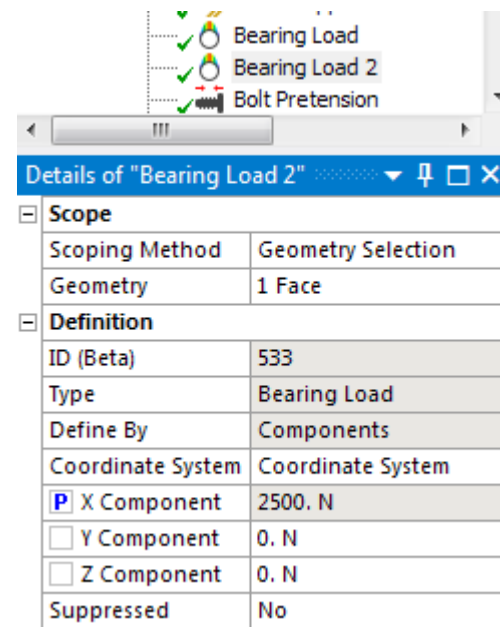 Bearing Load
Bearing Load 2
Bolt Pretension
Details of "Bearing Load 2"
Scope
Scoping Method Geometry Selection
Geometry 1 Face
Definition
ID (Beta) 533
Type Bearing Load
Define By Components
Coordinate System Coordinate System
P X Component 2500. N
Y Component 0. N
Z Component 0. N
Suppressed No